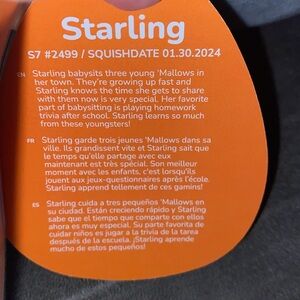 Starling
S7 #2499 / SQUISHDATE 01.30.2024
EN Starling babysits three young 'Mallows in
her town. They're growing up fast and
Starling knows the time she gets to share
with them now is very special. Her favorite
part of babysitting is playing homework
trivia after school. Starling learns so much
from these youngsters!
FR Starling garde trois jeunes 'Mallows dans sa
ville. Ils grandissent vite et Starling sait que
le temps qu'elle partage avec eux
maintenant est très spécial. Son meilleur
moment avec les enfants, c'est lorsqu'ils
jouent aux jeux-questionnaires après l'école.
Starling apprend tellement de ces gamins!
ES Starling cuida a tres pequeños 'Mallows en
su ciudad. Están creciendo rápido y Starling
sabe que el tiempo que comparte con ellos
ahora es muy especial. Su parte favorita de
cuidar niños es jugar a la trivia de la tarea
después de la escuela. ¡Starling aprende
mucho de estos pequeños!